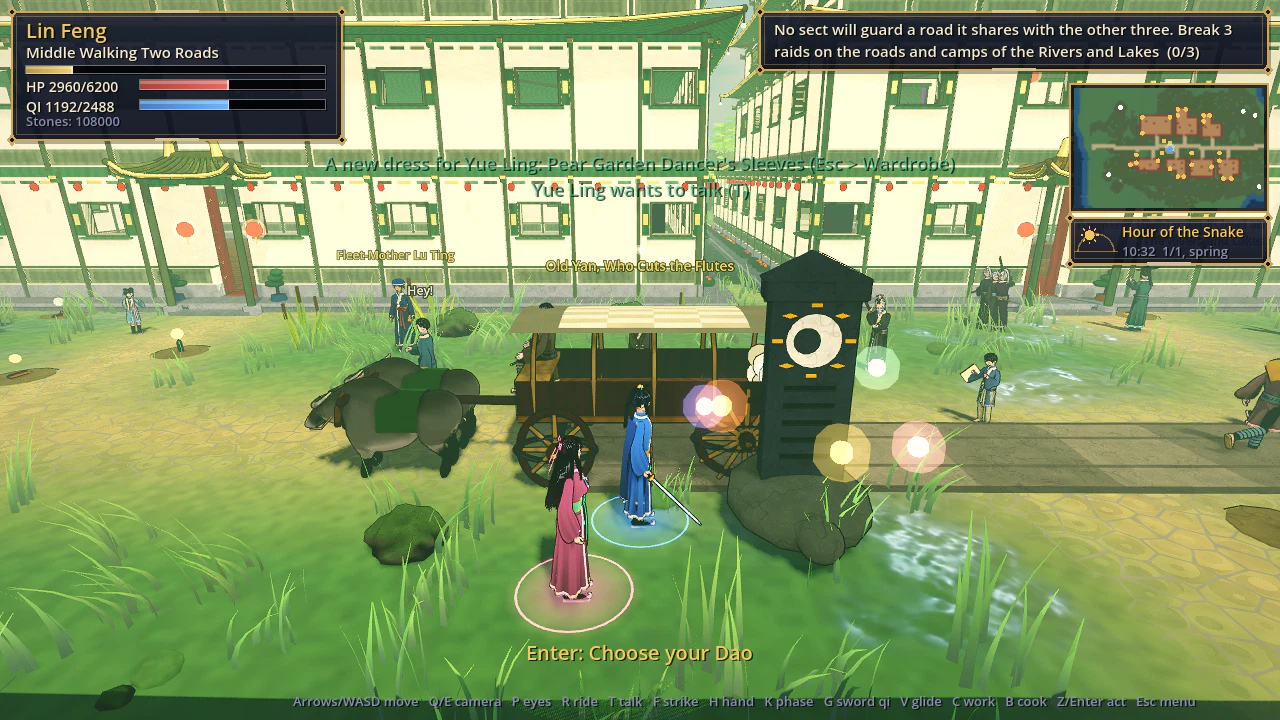 Lin Feng
Middle Walking Two Roads
HP 2960/6200
QI 1192/2488
Stones: 108000
No sect will guard a road it shares with the other three. Break 3
raids on the roads and camps of the Rivers and Lakes (0/3)
Hour of the Snake
10:32 1/1, spring
A new dress for Yue Ling: Pear Garden Dancer's Sleeves (Esc > Wardrobe)
Yue Ling wants to talk (T)
Fleet-Mother Lu Ting
Old Yan, Who Cuts the Flutes
Hey!
Enter: Choose your Dao
Arrows/WASD move Q/E camera P eyes R ride T talk F strike H hand K phase G sword qi V glide C work B cook Z/Enter act Esc menu